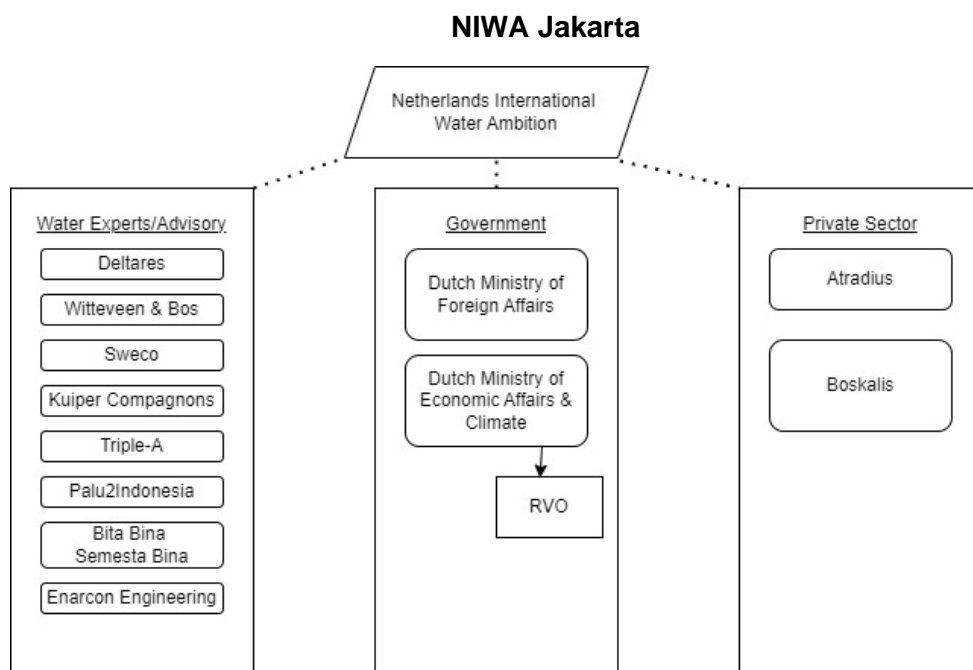 NIWA Jakarta
Netherlands International
Water Ambition
Water Experts/Advisory
Deltares
Witteveen & Bos
Sweco
Kuiper Compagnons
Triple-A
Palu2Indonesia
Bita Bina
Semesta Bina
Enarcon Engineering
Government
Dutch Ministry of
Foreign Affairs
Dutch Ministry of
Economic Affairs &
Climate
RVO
Private Sector
Atradius
Boskalis